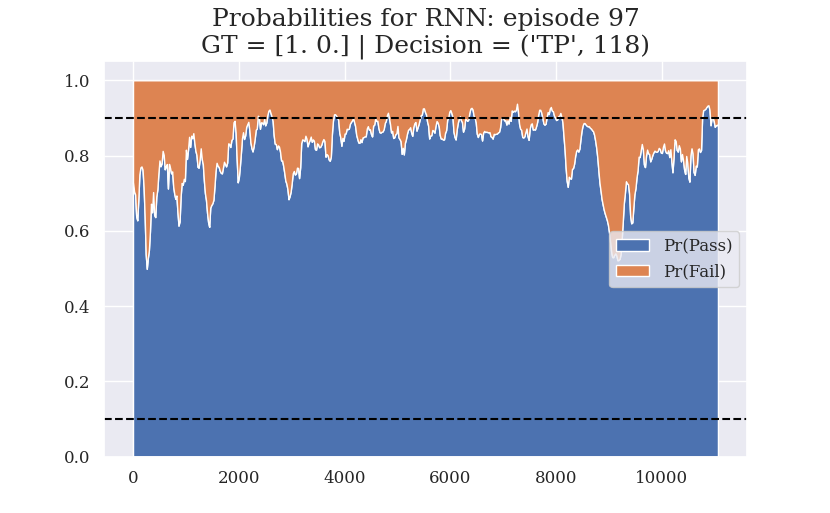 Probabilities for RNN: episode 97
GT = [1. 0.] | Decision = ('TP', 118)
1.0
0.8
0.6
0.4
0.2
0.0
Pr(Pass)
Pr(Fail)
0 2000 4000 6000 8000 10000